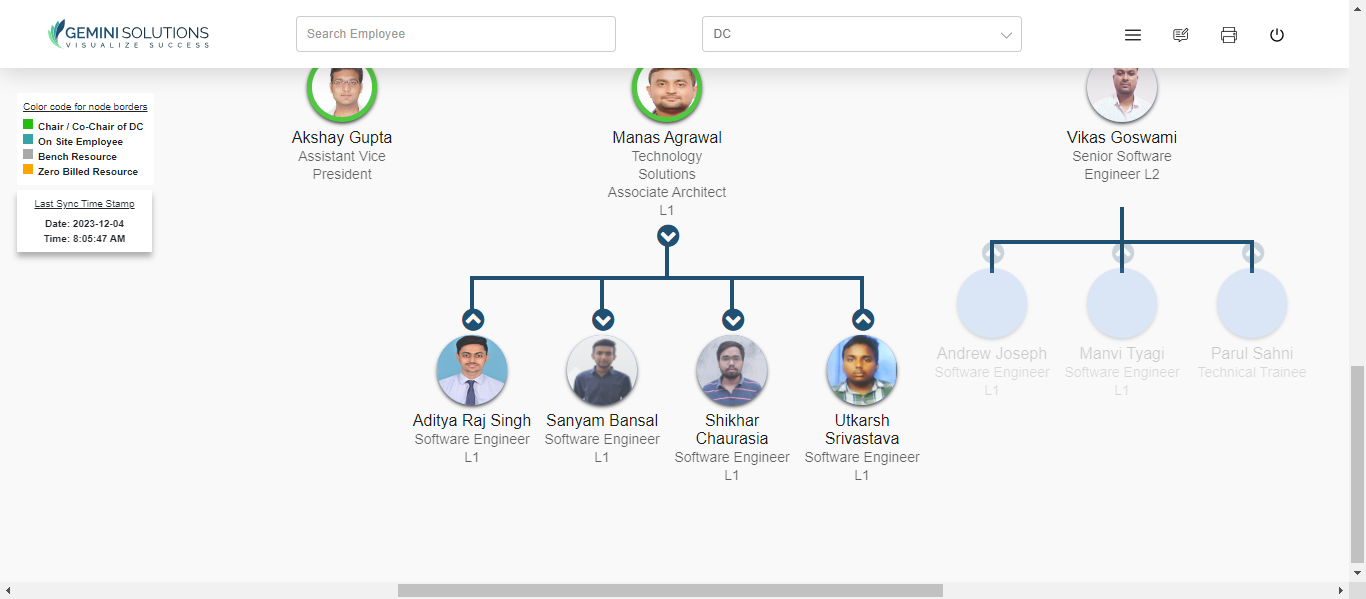 GEMINI SOLUTIONS
VISUALIZE SUCCESS
Search Employee
DC
Color code for node borders
Chair / Co-Chair of DC
On Site Employee
Bench Resource
Zero Billed Resource
Last Sync Time Stamp
Date: 2023-12-04
Time: 8:05:47 AM
Akshay Gupta
Assistant Vice
President
Manas Agrawal
Technology
Solutions
Associate Architect
L1
Vikas Goswami
Senior Software
Engineer L2
Andrew Joseph
Software Engineer
L1
Manvi Tyagi
Software Engineer
L1
Parul Sahni
Technical Trainee
Aditya Raj Singh
Software Engineer
L1
Sanyam Bansal
Software Engineer
L1
Shikhar
Chaurasia
Software Engineer
L1
Utkarsh
Srivastava
Software Engineer
L1